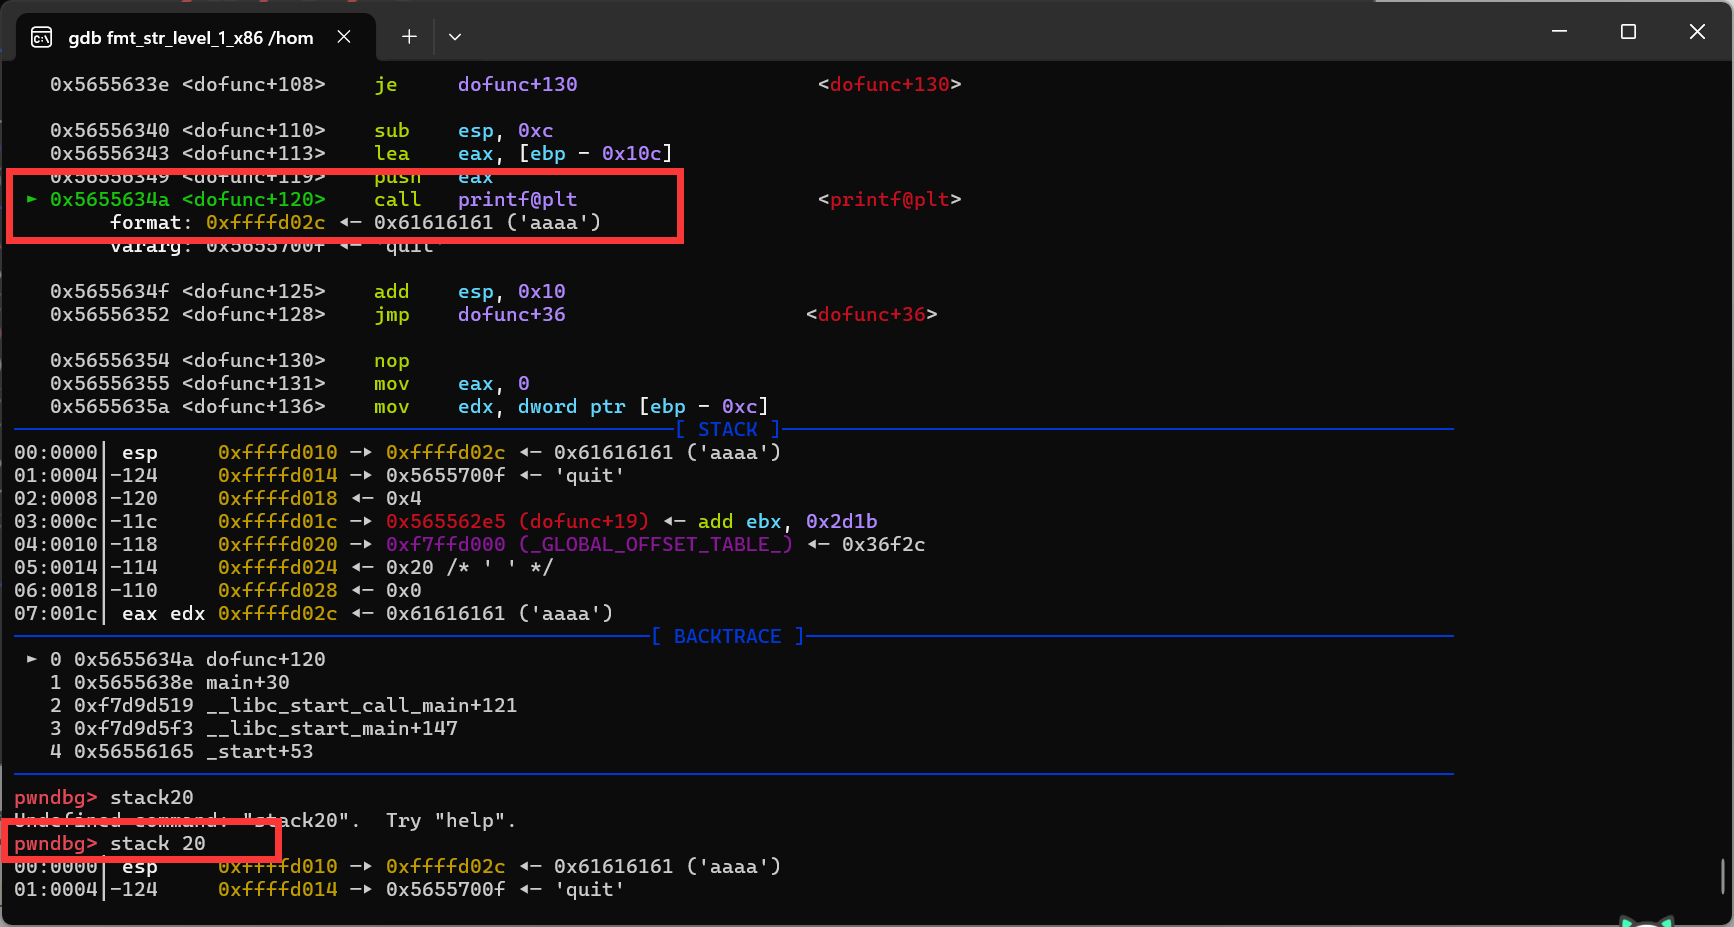 gdb fmt_str_level_1_x86 /hom
0x5655633e <dofunc+108> je dofunc+130 <dofunc+130>
0x56556340 <dofunc+110> sub esp, 0xc
0x56556343 <dofunc+113> lea eax, [ebp - 0x10c]
0x56556349 <dofunc+119> push eax
► 0x5655634a <dofunc+120> call printf@plt <printf@plt>
format: 0xffffd02c ◂— 0x61616161 ('aaaa')
vararg: 0x5655700f ◂— 'quit'
0x5655634f <dofunc+125> add esp, 0x10
0x56556352 <dofunc+128> jmp dofunc+36 <dofunc+36>
0x56556354 <dofunc+130> nop
0x56556355 <dofunc+131> mov eax, 0
0x5655635a <dofunc+136> mov edx, dword ptr [ebp - 0xc]
[ STACK ]
00:0000│ esp 0xffffd010 —▸ 0xffffd02c ◂— 0x61616161 ('aaaa')
01:0004│-124 0xffffd014 —▸ 0x5655700f ◂— 'quit'
02:0008│-120 0xffffd018 ◂— 0x4
03:000c│-11c 0xffffd01c —▸ 0x565562e5 (dofunc+19) ◂— add ebx, 0x2d1b
04:0010│-118 0xffffd020 —▸ 0xf7ffd000 (_GLOBAL_OFFSET_TABLE_) ◂— 0x36f2c
05:0014│-114 0xffffd024 ◂— 0x20 /* ' ' */
06:0018│-110 0xffffd028 ◂— 0x0
07:001c│ eax edx 0xffffd02c ◂— 0x61616161 ('aaaa')
[ BACKTRACE ]
► 0 0x5655634a dofunc+120
1 0x5655638e main+30
2 0xf7d9d519 __libc_start_call_main+121
3 0xf7d9d5f3 __libc_start_main+147
4 0x56556165 _start+53
pwndbg> stack20
Undefined command: "stack20".  Try "help".
pwndbg> stack 20
00:0000│ esp 0xffffd010 —▸ 0xffffd02c ◂— 0x61616161 ('aaaa')
01:0004│-124 0xffffd014 —▸ 0x5655700f ◂— 'quit'